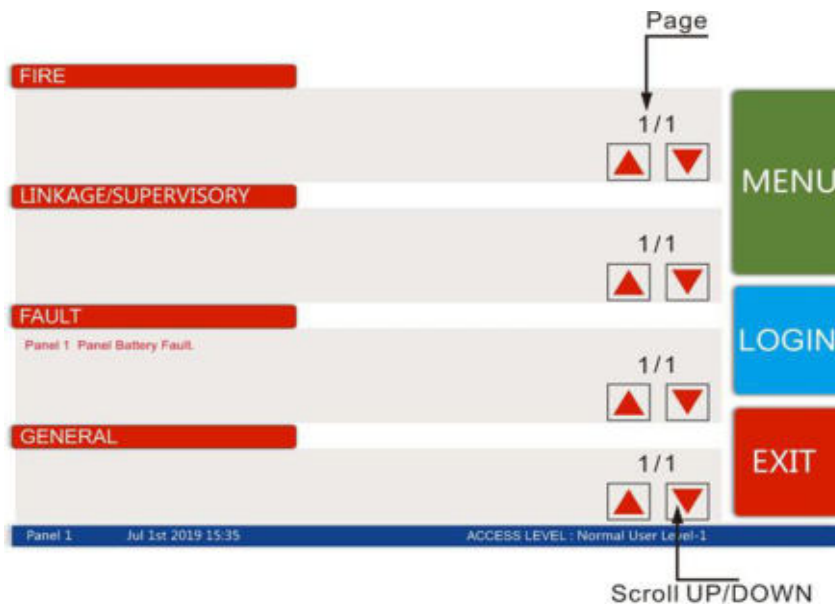 Page
FIRE
1/1
MENU
LINKAGE/SUPERVISORY
1/1
FAULT
Panel 1 Panel Battery Fault.
1/1
LOGIN
GENERAL
1/1
EXIT
Panel 1 Jul 1st 2019 15:35 ACCESS LEVEL : Normal User Level-1
Scroll UP/DOWN